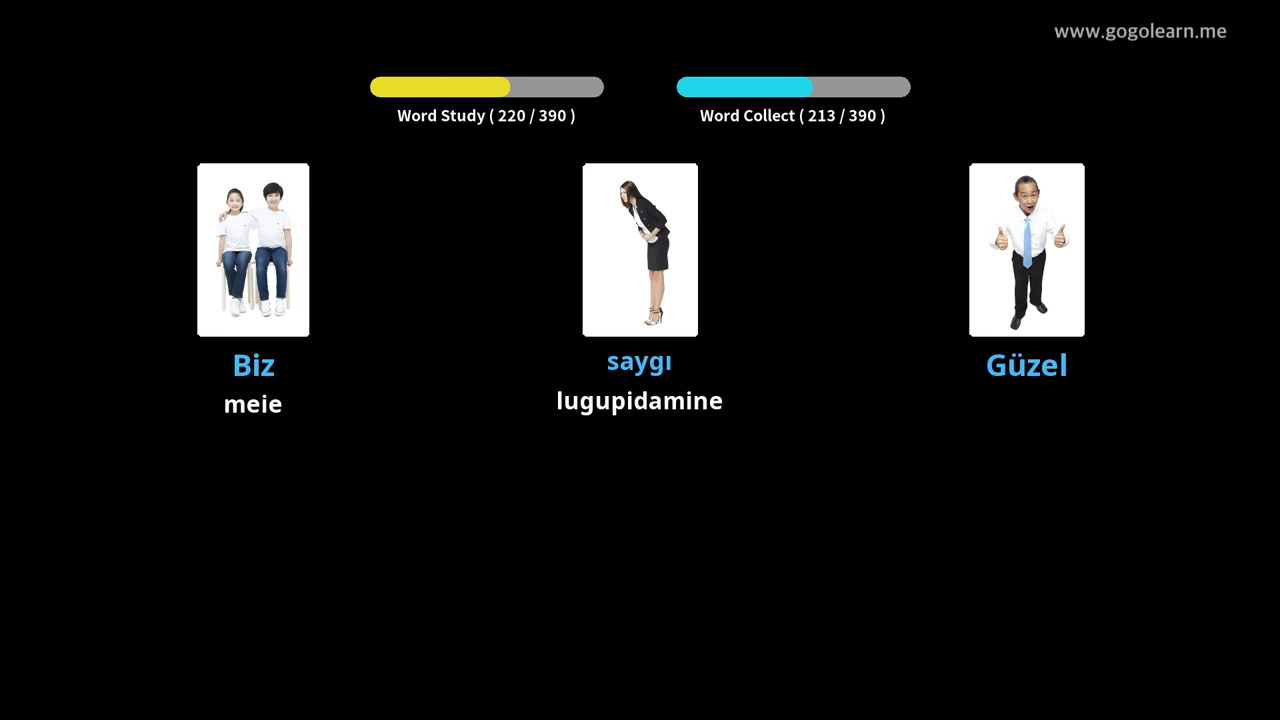 www.gogolearn.me
Word Study ( 220 / 390 )
Word Collect ( 213 / 390 )
Biz
meie
saygı
lugupidamine
Güzel